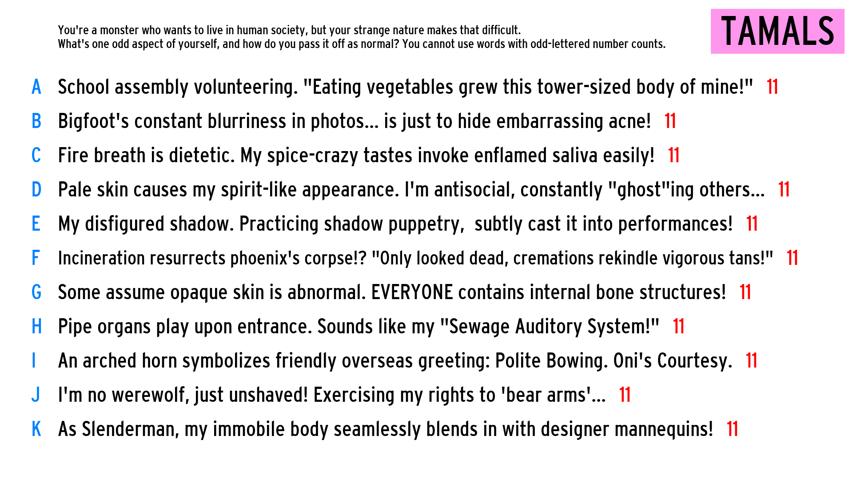 You're a monster who wants to live in human society, but your strange nature makes that difficult.
What's one odd aspect of yourself, and how do you pass it off as normal? You cannot use words with odd-lettered number counts.
TAMALS
A School assembly volunteering. "Eating vegetables grew this tower-sized body of mine!" 11
B Bigfoot's constant blurriness in photos... is just to hide embarrassing acne! 11
C Fire breath is dietetic. My spice-crazy tastes invoke enflamed saliva easily! 11
D Pale skin causes my spirit-like appearance. I'm antisocial, constantly "ghost"ing others... 11
E My disfigured shadow. Practicing shadow puppetry, subtly cast it into performances! 11
F Incineration resurrects phoenix's corpse!? "Only looked dead, cremations rekindle vigorous tans!" 11
G Some assume opaque skin is abnormal. EVERYONE contains internal bone structures! 11
H Pipe organs play upon entrance. Sounds like my "Sewage Auditory System!" 11
I An arched horn symbolizes friendly overseas greeting: Polite Bowing. Oni's Courtesy. 11
J I'm no werewolf, just unshaved! Exercising my rights to 'bear arms'... 11
K As Slenderman, my immobile body seamlessly blends in with designer mannequins! 11